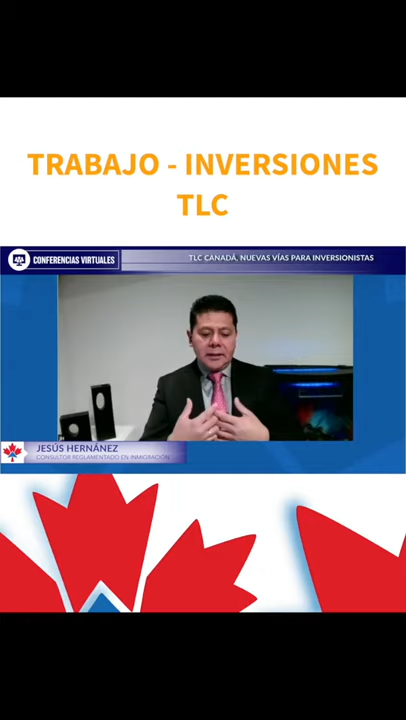 TRABAJO - INVERSIONES
TLC
CONFERENCIAS VIRTUALES
TLC CANADÁ, NUEVAS VÍAS PARA INVERSIONISTAS
JESÚS HERNÁNEZ
CONSULTOR REGLAMENTADO EN INMIGRACIÓN